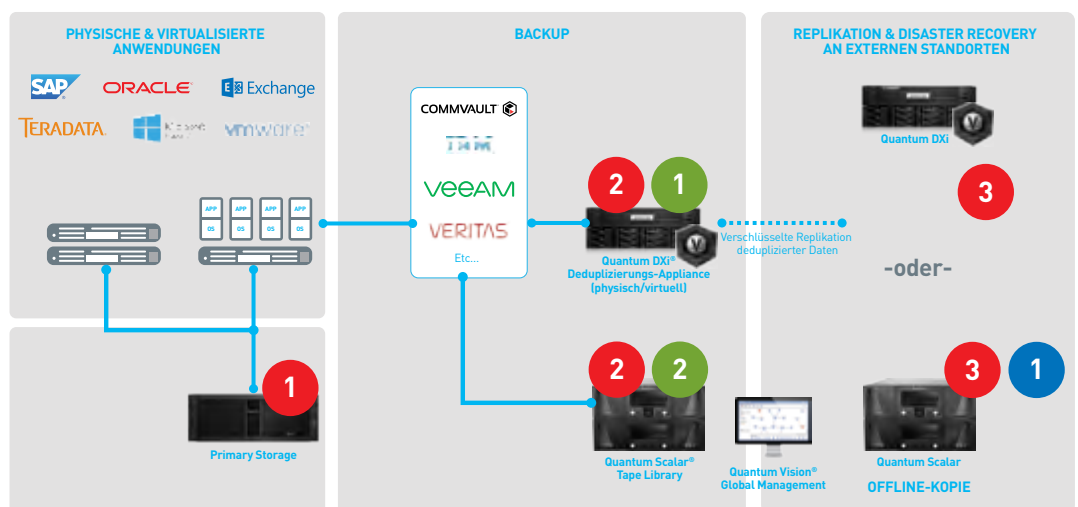 PHYSISCHE & VIRTUALISIERTE
ANWENDUNGEN
SAP
ORACLE
Exchange
TERADATA
Microsoft
vmware
APP APP APP APP
OS OS OS OS
1
Primary Storage
BACKUP
COMMVAULT
IBM
VEEAM
VERITAS
Etc...
2 1
Quantum DXi®
Deduplizierungs-Appliance
(physisch/virtuell)
Verschlüsselte Replikation
deduplizierter Daten
2 2
Quantum Scalar®
Tape Library
Quantum Vision®
Global Management
REPLIKATION & DISASTER RECOVERY
AN EXTERNEN STANDORTEN
Quantum DXi
3
-oder-
3 1
Quantum Scalar
OFFLINE-KOPIE